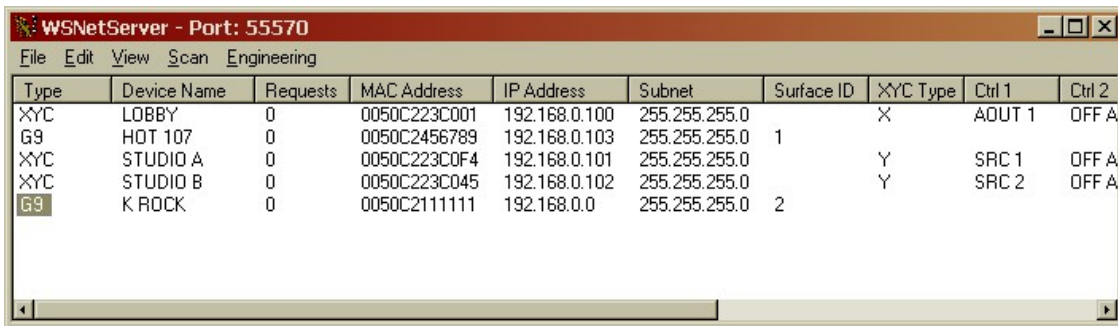 WSNetServer - Port: 55570
File Edit View Scan Engineering
Type Device Name Requests MAC Address IP Address Subnet Surface ID XYC Type Ctrl 1 Ctrl 2
XYC LOBBY 0 0050C223C001 192.168.0.100 255.255.255.0 X AOUT 1 OFF A
G9 HOT 107 0 0050C2456789 192.168.0.103 255.255.255.0 1
XYC STUDIO A 0 0050C223C0F4 192.168.0.101 255.255.255.0 Y SRC 1 OFF A
XYC STUDIO B 0 0050C223C045 192.168.0.102 255.255.255.0 Y SRC 2 OFF A
G9 K ROCK 0 0050C2111111 192.168.0.0 255.255.255.0 2